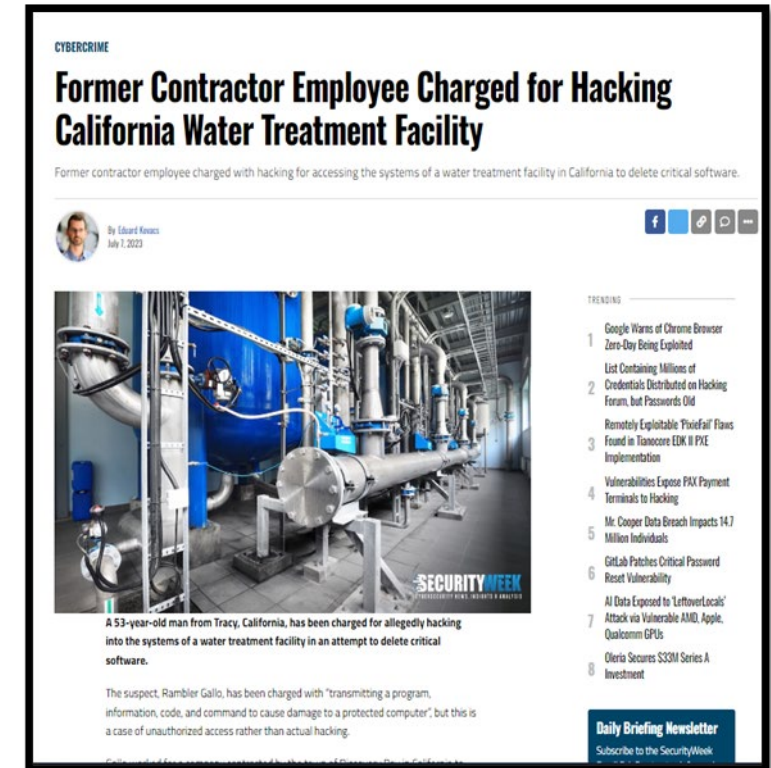 CYBERCRIME
Former Contractor Employee Charged for Hacking
California Water Treatment Facility
Former contractor employee charged with hacking for accessing the systems of a water treatment facility in California to delete critical software.
By Eduard Kovacs
July 7, 2023
SECURITYWEEK
CYBERSECURITY NEWS, INSIGHTS & ANALYSIS
A 53-year-old man from Tracy, California, has been charged for allegedly hacking
into the systems of a water treatment facility in an attempt to delete critical
software.
The suspect, Rambler Gallo, has been charged with “transmitting a program,
information, code, and command to cause damage to a protected computer”, but this is
a case of unauthorized access rather than actual hacking.
TRENDING
1 Google Warns of Chrome Browser
Zero-Day Being Exploited
2 List Containing Millions of
Credentials Distributed on Hacking
Forum, but Passwords Old
3 Remotely Exploitable ‘PixieFail’ Flaws
Found in Tianocore EDK II PXE
Implementation
4 Vulnerabilities Expose PAX Payment
Terminals to Hacking
5 Mr. Cooper Data Breach Impacts 14.7
Million Individuals
6 GitLab Patches Critical Password
Reset Vulnerability
7 AI Data Exposed to ‘LeftoverLocals’
Attack via Vulnerable AMD, Apple,
Qualcomm GPUs
8 Oleria Secures $33M Series A
Investment
Daily Briefing Newsletter
Subscribe to the SecurityWeek